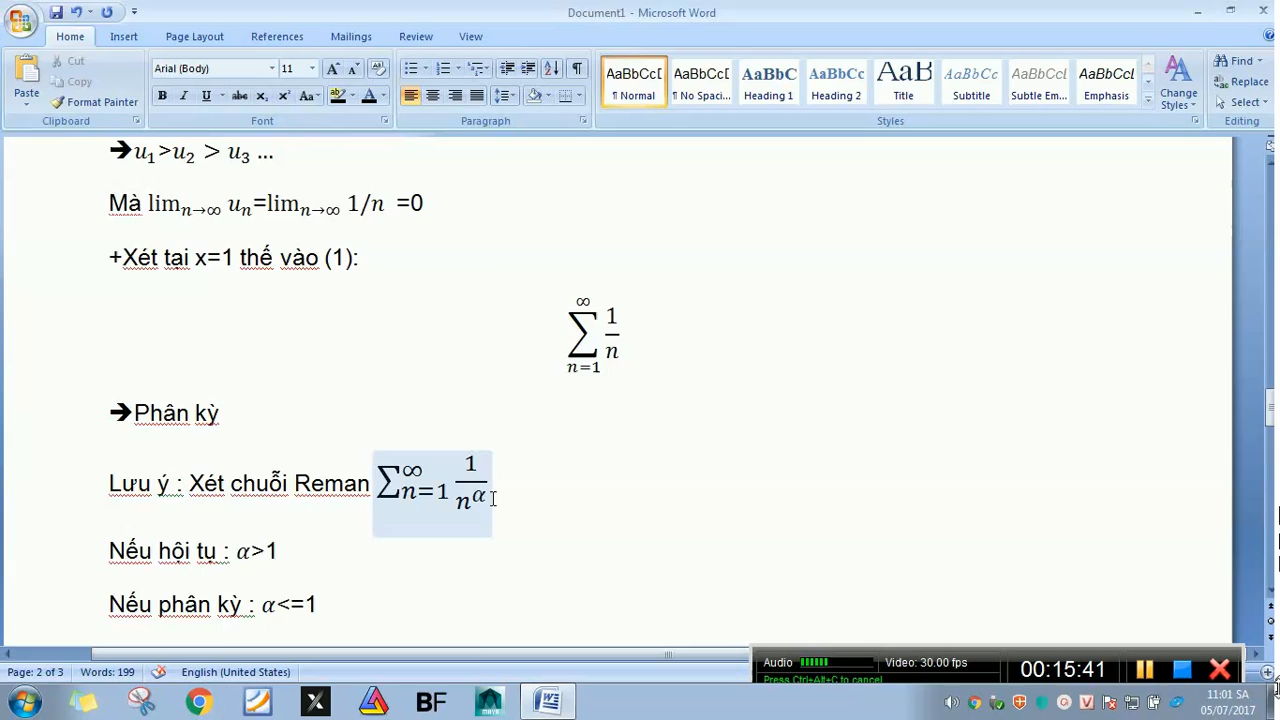 Document1 - Microsoft Word
Home Insert Page Layout References Mailings Review View
Paste Cut Copy Format Painter
Arial (Body) 11
AaBbCcD AaBbCcD AaBbC AaBbCc AaB AaBbCc AaBbCcD AaBbCcI
¶ Normal ¶ No Spaci... Heading 1 Heading 2 Title Subtitle Subtle Em... Emphasis
Change Styles Find Replace Select
Clipboard Font Paragraph Styles Editing
➔u₁>u₂ > u₃ ...
Mà lim_{n→∞} uₙ=lim_{n→∞} 1/n =0
+Xét tại x=1 thế vào (1):
∑_{n=1}^{∞} 1/n
➔Phân kỳ
Lưu ý : Xét chuỗi Reman ∑_{n=1}^{∞} 1/n^α
Nếu hội tụ : α>1
Nếu phân kỳ : α<=1
Audio Video: 30.00 fps
Press Ctrl+Alt+C to cancel
00:15:41
Page: 2 of 3 Words: 199 English (United States)
BF
11:01 SA
05/07/2017